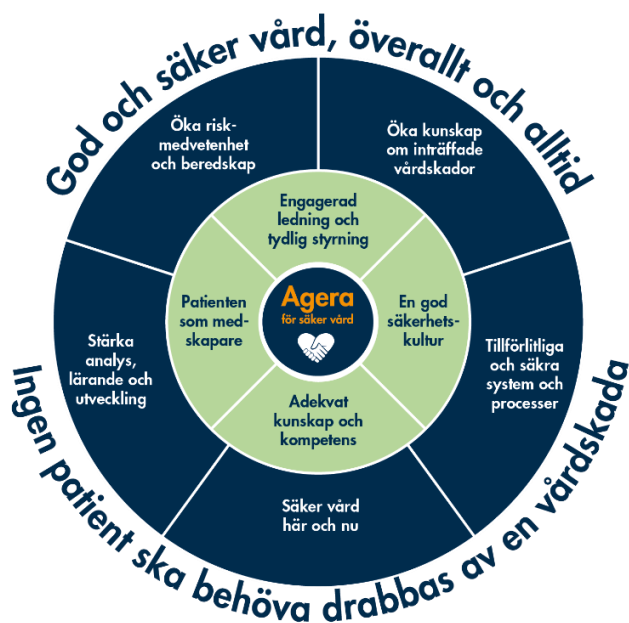 God och säker vård, överallt och alltid
Öka risk-
medvetenhet
och beredskap
Öka kunskap
om inträffade
vårdskador
Engagerad
ledning och
tydlig styrning
Patienten
som med-
skapare
Agera
för säker vård
En god
säkerhets-
kultur
Stärka
analys,
lärande och
utveckling
Tillförlitliga
och säkra
system och
processer
Adekvat
kunskap och
kompetens
Säker vård
här och nu
Ingen patient ska behöva drabbas av en vårdskada